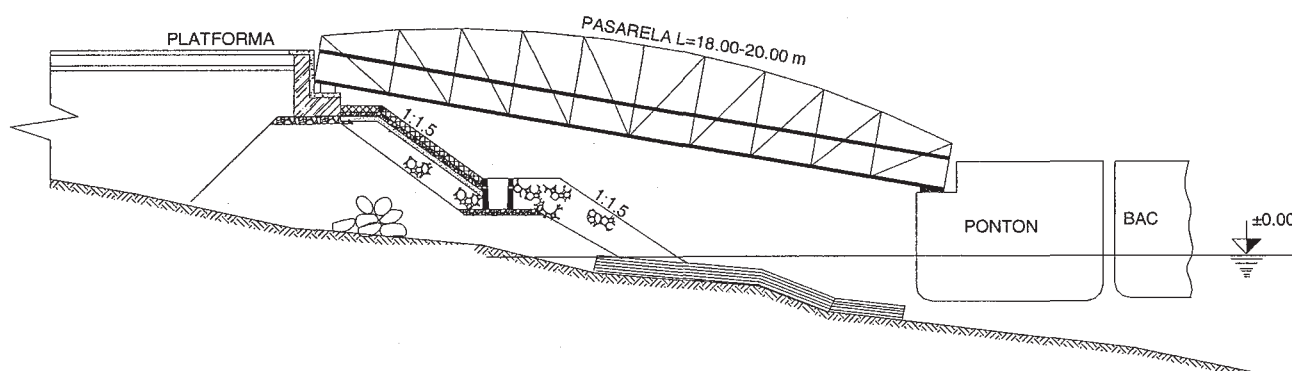 PLATFORMA
PASARELA L=18.00-20.00 m
1:1.5
1:1.5
PONTON
BAC
±0.00